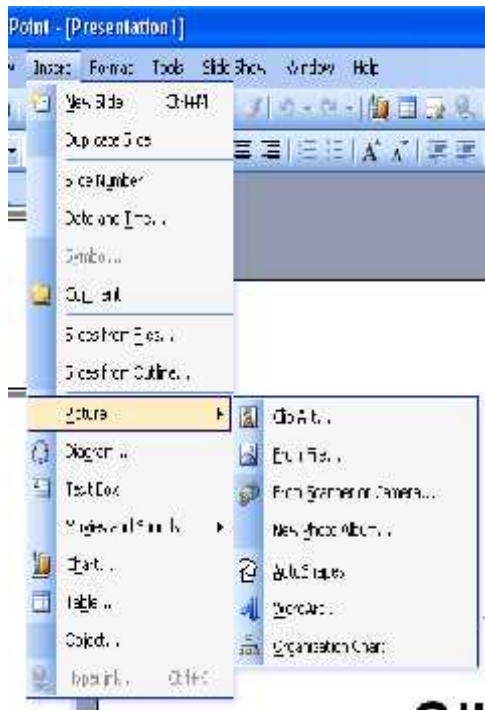 Point - [Presentation1]
Insert Format Tools Slide Show Window Help
New Slide Ctrl+M
Duplicate Slide
Slide Number
Date and Time...
Symbol...
Comment
Slides from Files...
Slides from Outline...
Picture
Clip Art...
Diagram...
From File...
Text Box
From Scanner or Camera...
Movies and Sounds
New Photo Album...
Chart...
AutoShapes
Table...
WordArt...
Object...
Organization Chart
Hyperlink...